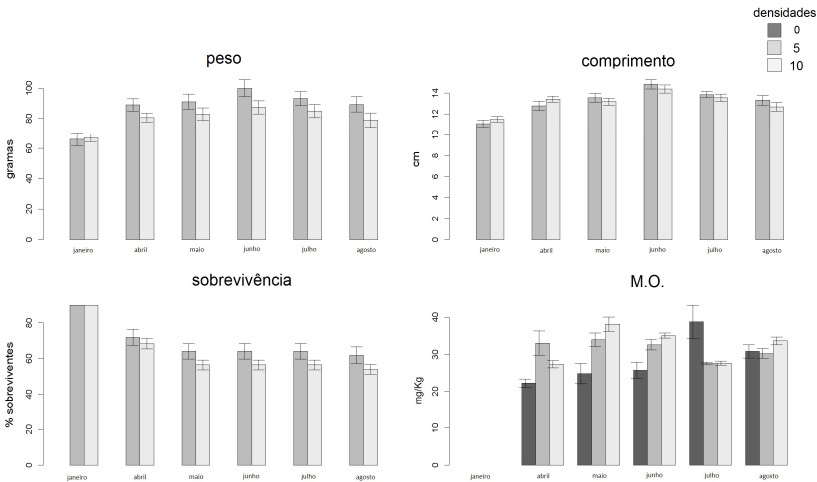 densidades
0
5
10
peso
gramas
0 20 40 60 80 100
janeiro abril maio junho julho agosto
comprimento
cm
0 2 4 6 8 10 12 14
janeiro abril maio junho julho agosto
sobrevivência
% sobreviventes
0 20 40 60 80
janeiro abril maio junho julho agosto
M.O.
mg/Kg
0 10 20 30 40
janeiro abril maio junho julho agosto